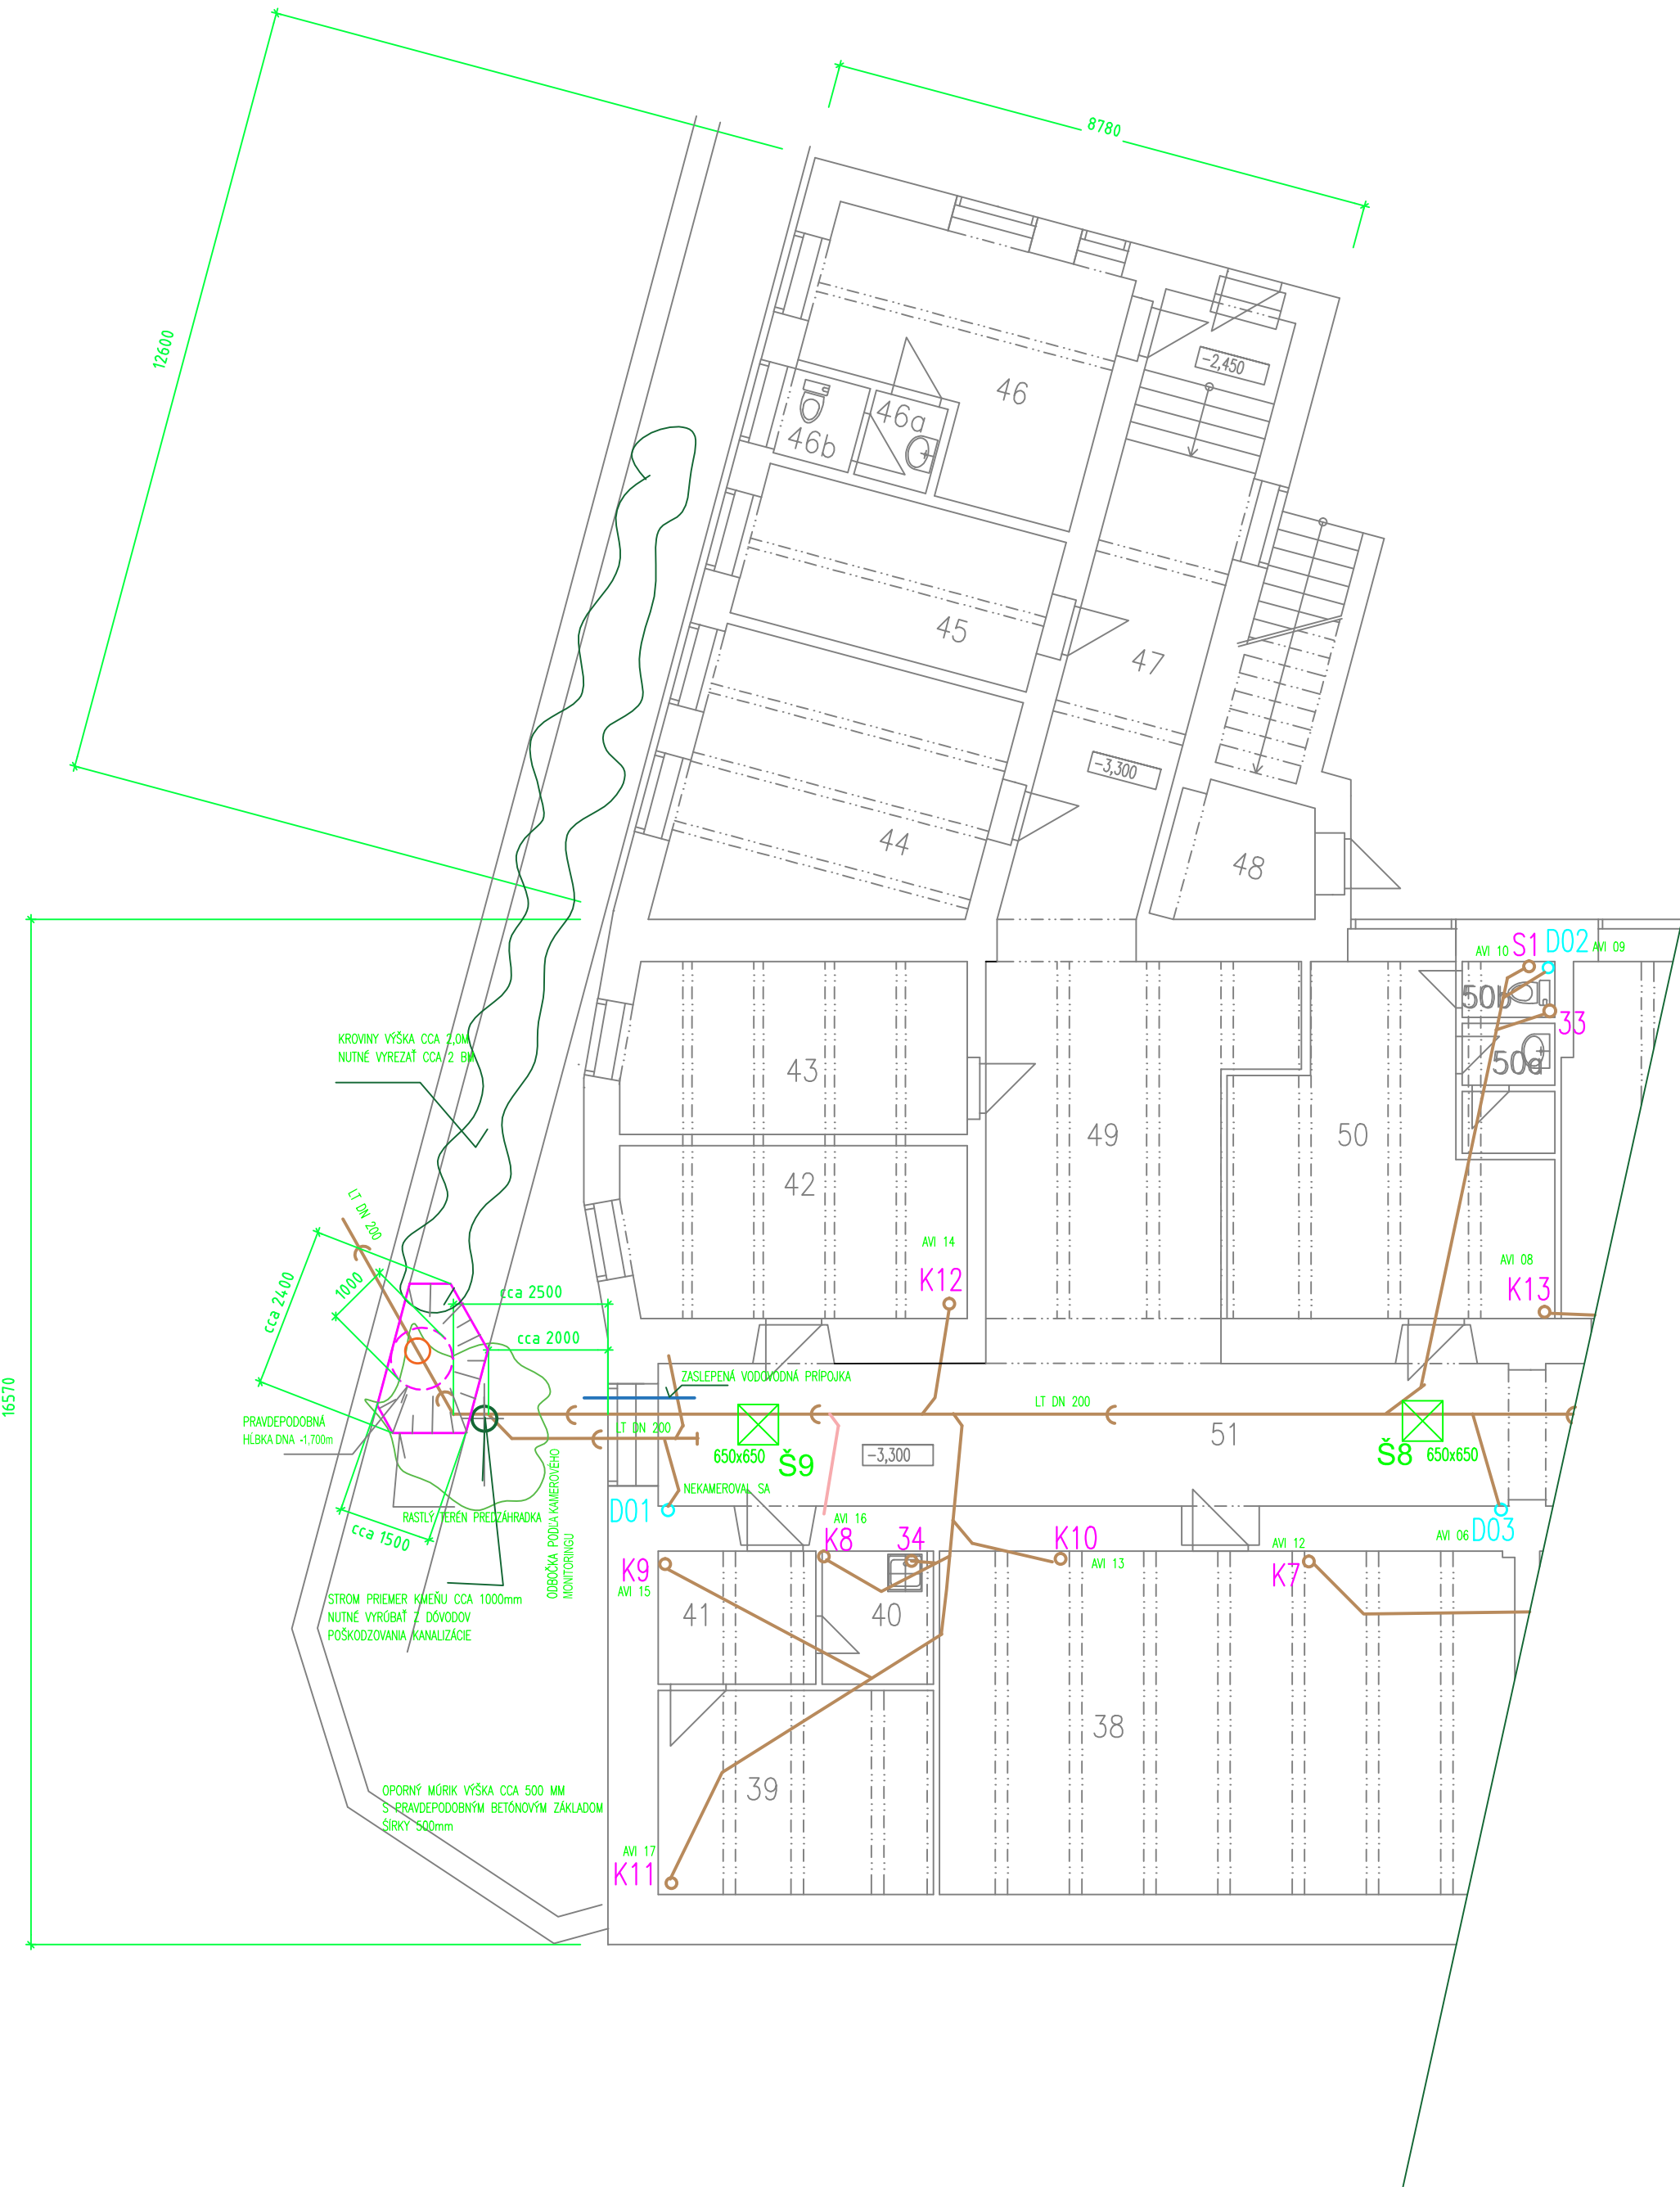 8780
12600
-2,450
46
46a
46b
45
47
-3,300
44
48
AVI 10
S1
D02
AVI 09
50b
33
50a
KROVINY VÝŠKA CCA 2,0M
NUTNÉ VYREZAŤ CCA 2 BM
43
49
50
42
LT DN 200
AVI 14
K12
AVI 08
K13
cca 2400
1000
cca 2500
cca 2000
16570
ZASLEPENÁ VODOVODNÁ PRÍPOJKA
LT DN 200
PRAVDEPODOBNÁ
HĹBKA DNA -1,700m
LT DN 200
51
-3,300
650x650
Š9
Š8
650x650
NEKAMEROVAL SA
D01
RASTLÝ TERÉN PREDZÁHRADKA
cca 1500
ODBOČKA PODĽA KAMEROVÉHO
MONITORINGU
AVI 16
K8
34
K10
AVI 13
AVI 12
K7
AVI 06
D03
K9
AVI 15
41
40
STROM PRIEMER KMEŇU CCA 1000mm
NUTNÉ VYRÚBAŤ Z DÔVODOV
POŠKODZOVANIA KANALIZÁCIE
38
39
OPORNÝ MÚRIK VÝŠKA CCA 500 MM
S PRAVDEPODOBNÝM BETÓNOVÝM ZÁKLADOM
ŠÍRKY 500mm
AVI 17
K11